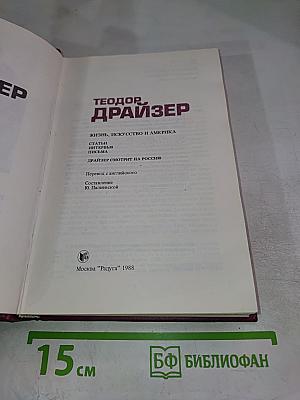 ЗЕР
ТЕОДОР
ДРАЙЗЕР
ЖИЗНЬ, ИСКУССТВО И АМЕРИКА
СТАТЬИ
ИНТЕРВЬЮ
ПИСЬМА
ДРАЙЗЕР СМОТРИТ НА РОССИЮ
Перевод с английского
Составление
Ю. Палиевской
Москва "Радуга" 1988
15 см
БФ БИБЛИОФАН